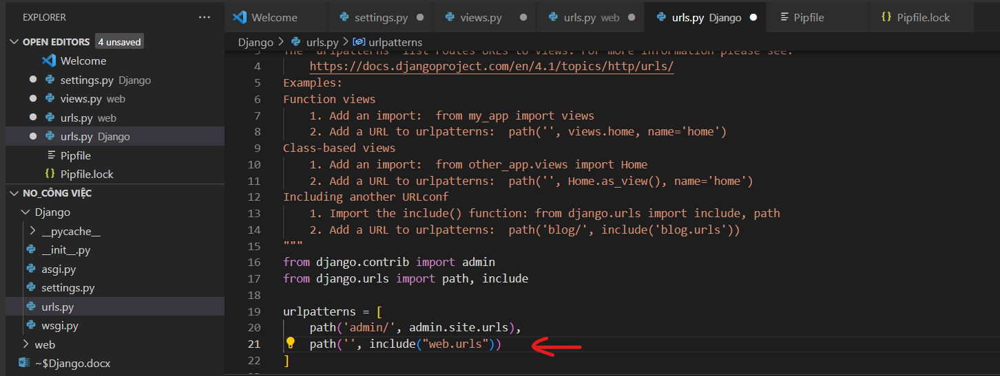 EXPLORER
...
OPEN EDITORS 4 unsaved
Welcome
settings.py Django
views.py web
urls.py web
urls.py Django
Pipfile
{} Pipfile.lock
NO_CÔNG VIỆC
Django
__pycache__
__init__.py
asgi.py
settings.py
urls.py
wsgi.py
web
~$Django.docx
Welcome settings.py views.py urls.py web urls.py Django Pipfile {} Pipfile.lock
Django > urls.py > urlpatterns
3 The `urlpatterns` list routes URLs to views. For more information please see:
4     https://docs.djangoproject.com/en/4.1/topics/http/urls/
5 Examples:
6 Function views
7     1. Add an import:  from my_app import views
8     2. Add a URL to urlpatterns:  path('', views.home, name='home')
9 Class-based views
10     1. Add an import:  from other_app.views import Home
11     2. Add a URL to urlpatterns:  path('', Home.as_view(), name='home')
12 Including another URLconf
13     1. Import the include() function: from django.urls import include, path
14     2. Add a URL to urlpatterns:  path('blog/', include('blog.urls'))
15 """
16 from django.contrib import admin
17 from django.urls import path, include
18
19 urlpatterns = [
20     path('admin/', admin.site.urls),
21     path('', include("web.urls"))
22 ]